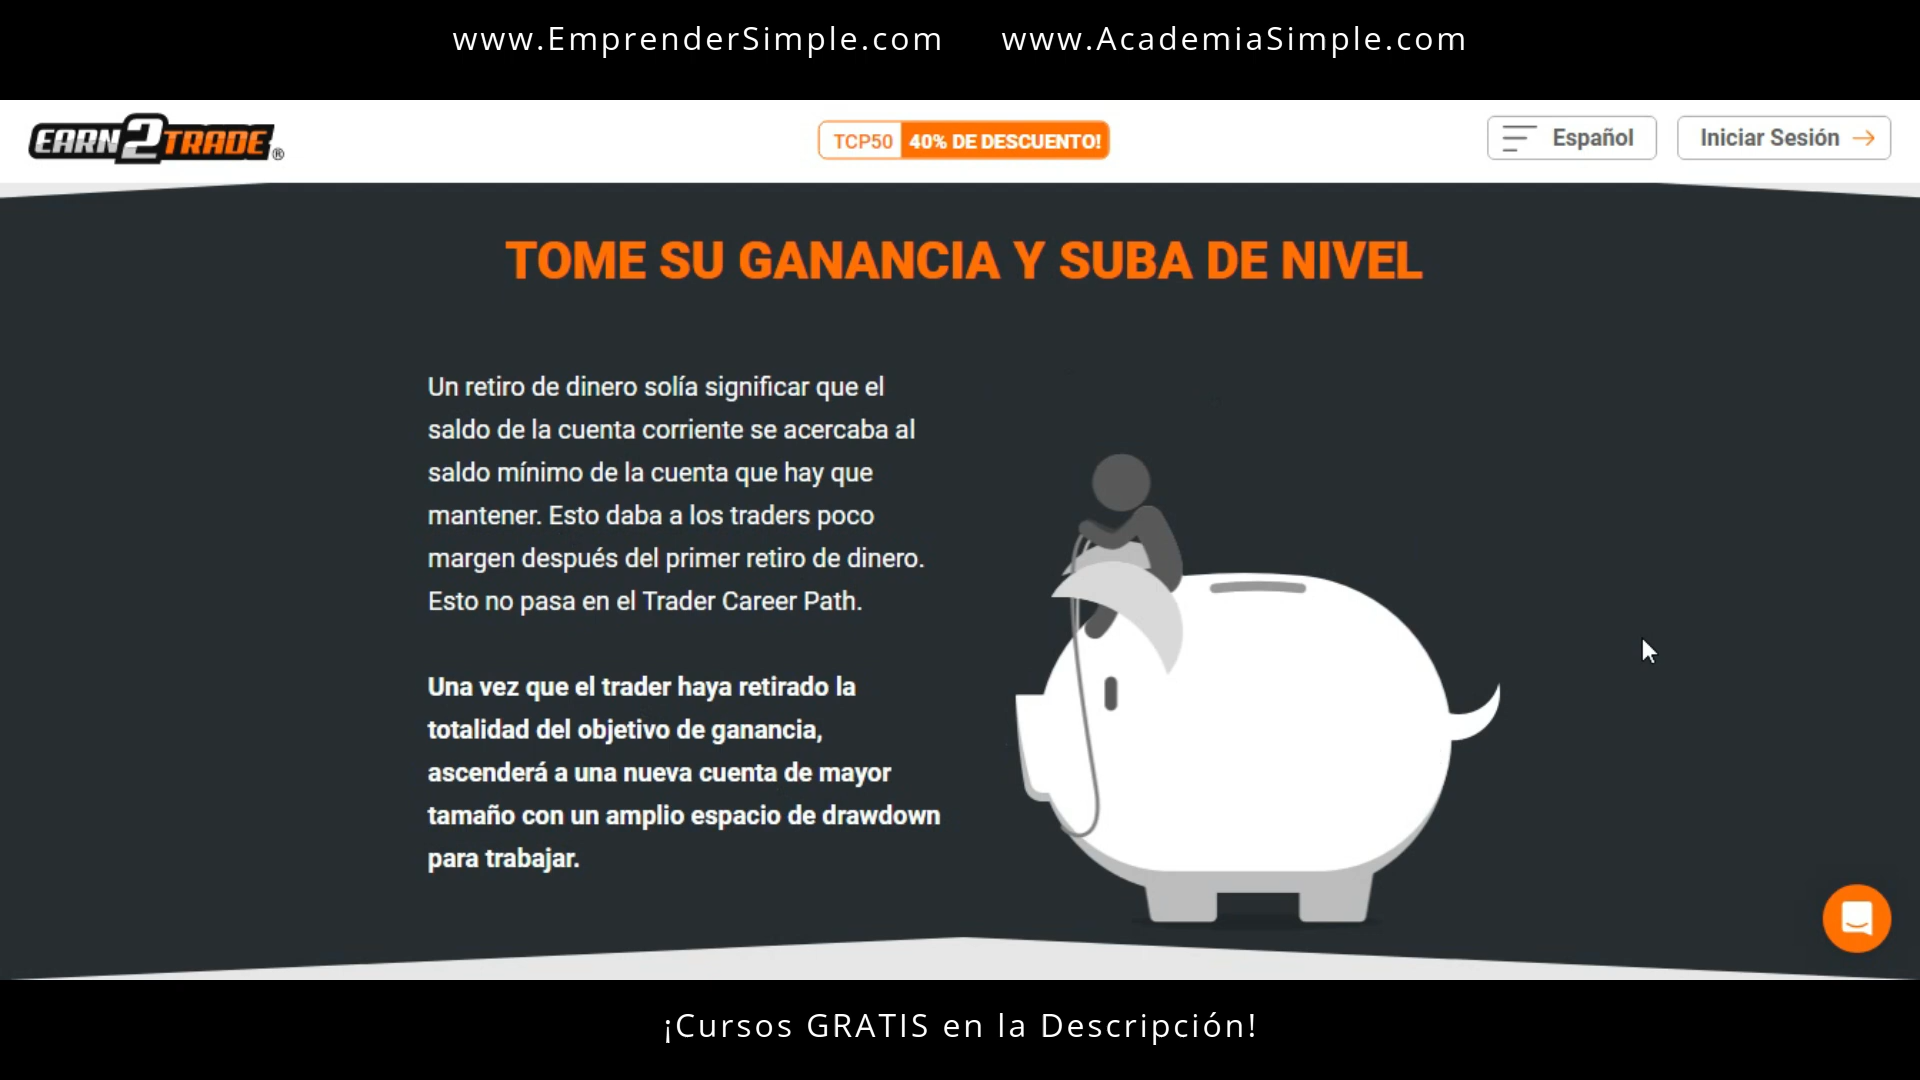 www.EmprenderSimple.com www.AcademiaSimple.com
EARN2TRADE®
TCP50 40% DE DESCUENTO!
Español
Iniciar Sesión
TOME SU GANANCIA Y SUBA DE NIVEL
Un retiro de dinero solía significar que el
saldo de la cuenta corriente se acercaba al
saldo mínimo de la cuenta que hay que
mantener. Esto daba a los traders poco
margen después del primer retiro de dinero.
Esto no pasa en el Trader Career Path.
Una vez que el trader haya retirado la
totalidad del objetivo de ganancia,
ascenderá a una nueva cuenta de mayor
tamaño con un amplio espacio de drawdown
para trabajar.
¡Cursos GRATIS en la Descripción!